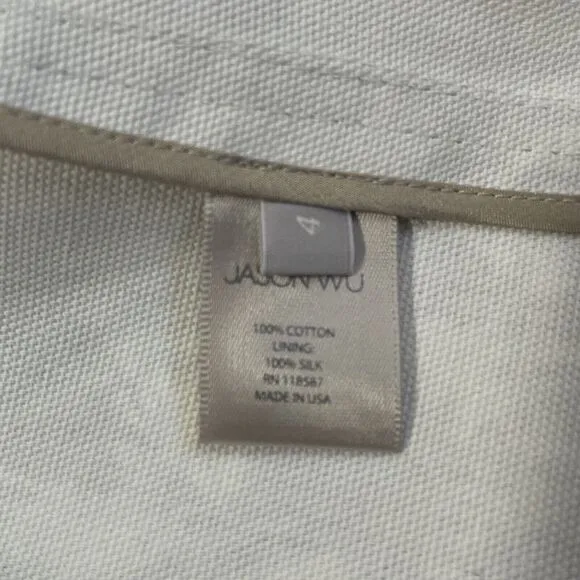 4
JASON WU
100% COTTON
LINING:
100% SILK
RN 118587
MADE IN USA